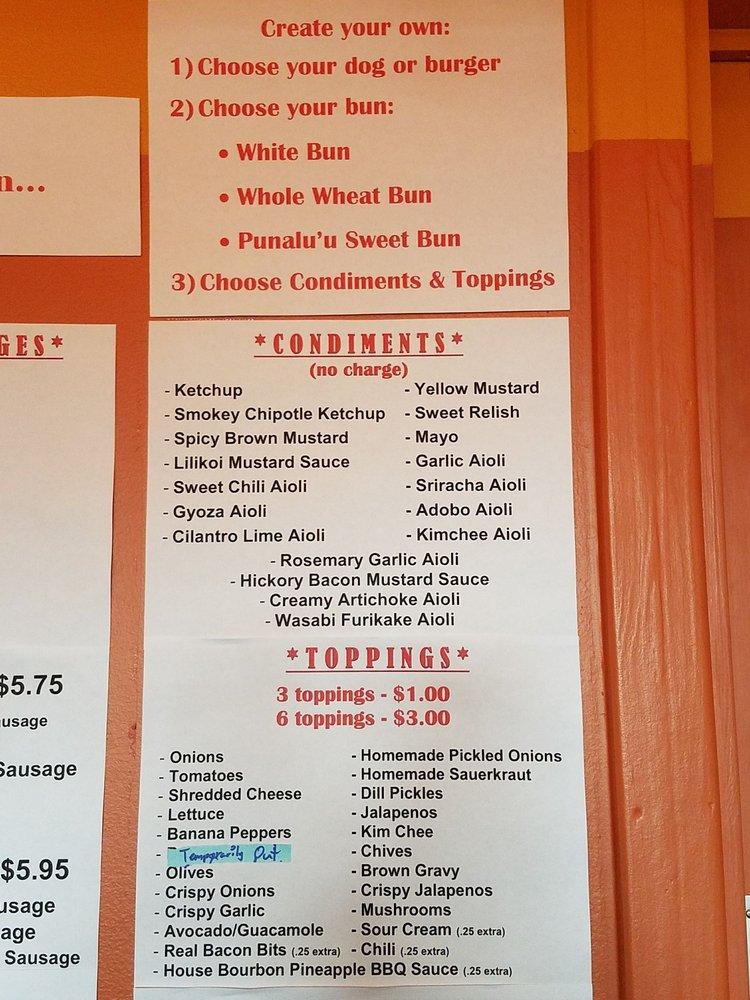 Create your own:
1) Choose your dog or burger
2) Choose your bun:
• White Bun
• Whole Wheat Bun
• Punalu'u Sweet Bun
3) Choose Condiments & Toppings
n...
GES*
$5.75
usage
Sausage
$5.95
usage
age
Sausage
*CONDIMENTS*
(no charge)
- Ketchup
- Smokey Chipotle Ketchup
- Spicy Brown Mustard
- Lilikoi Mustard Sauce
- Sweet Chili Aioli
- Gyoza Aioli
- Cilantro Lime Aioli
- Yellow Mustard
- Sweet Relish
- Mayo
- Garlic Aioli
- Sriracha Aioli
- Adobo Aioli
- Kimchee Aioli
- Rosemary Garlic Aioli
- Hickory Bacon Mustard Sauce
- Creamy Artichoke Aioli
- Wasabi Furikake Aioli
*TOPPINGS*
3 toppings - $1.00
6 toppings - $3.00
- Onions
- Tomatoes
- Shredded Cheese
- Lettuce
- Banana Peppers
- Temporarily Out.
- Olives
- Crispy Onions
- Crispy Garlic
- Avocado/Guacamole
- Real Bacon Bits (.25 extra)
- Homemade Pickled Onions
- Homemade Sauerkraut
- Dill Pickles
- Jalapenos
- Kim Chee
- Chives
- Brown Gravy
- Crispy Jalapenos
- Mushrooms
- Sour Cream (.25 extra)
- Chili (.25 extra)
- House Bourbon Pineapple BBQ Sauce (.25 extra)